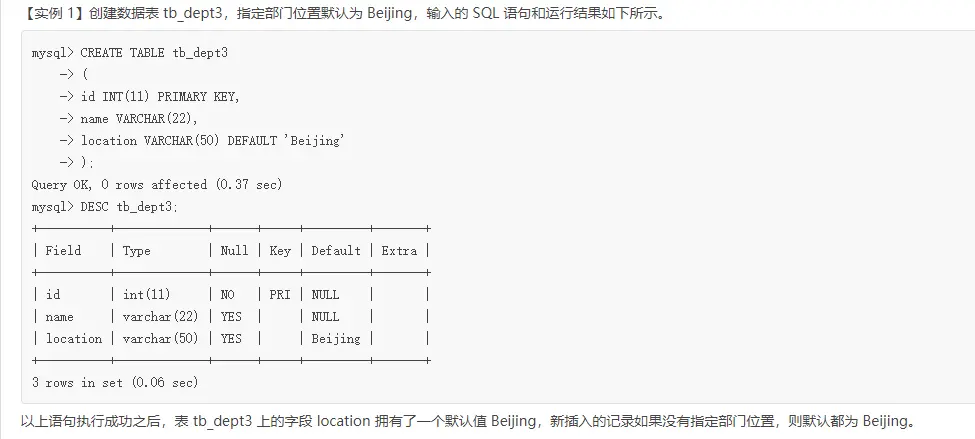 【实例 1】创建数据表 tb_dept3，指定部门位置默认为 Beijing，输入的 SQL 语句和运行结果如下所示。
mysql> CREATE TABLE tb_dept3
    -> (
    -> id INT(11) PRIMARY KEY,
    -> name VARCHAR(22),
    -> location VARCHAR(50) DEFAULT 'Beijing'
    -> );
Query OK, 0 rows affected (0.37 sec)
mysql> DESC tb_dept3;
+----------+-------------+------+-----+---------+-------+
| Field    | Type        | Null | Key | Default | Extra |
+----------+-------------+------+-----+---------+-------+
| id       | int(11)     | NO   | PRI | NULL    |       |
| name     | varchar(22) | YES  |     | NULL    |       |
| location | varchar(50) | YES  |     | Beijing |       |
+----------+-------------+------+-----+---------+-------+
3 rows in set (0.06 sec)
以上语句执行成功之后，表 tb_dept3 上的字段 location 拥有了一个默认值 Beijing，新插入的记录如果没有指定部门位置，则默认都为 Beijing。